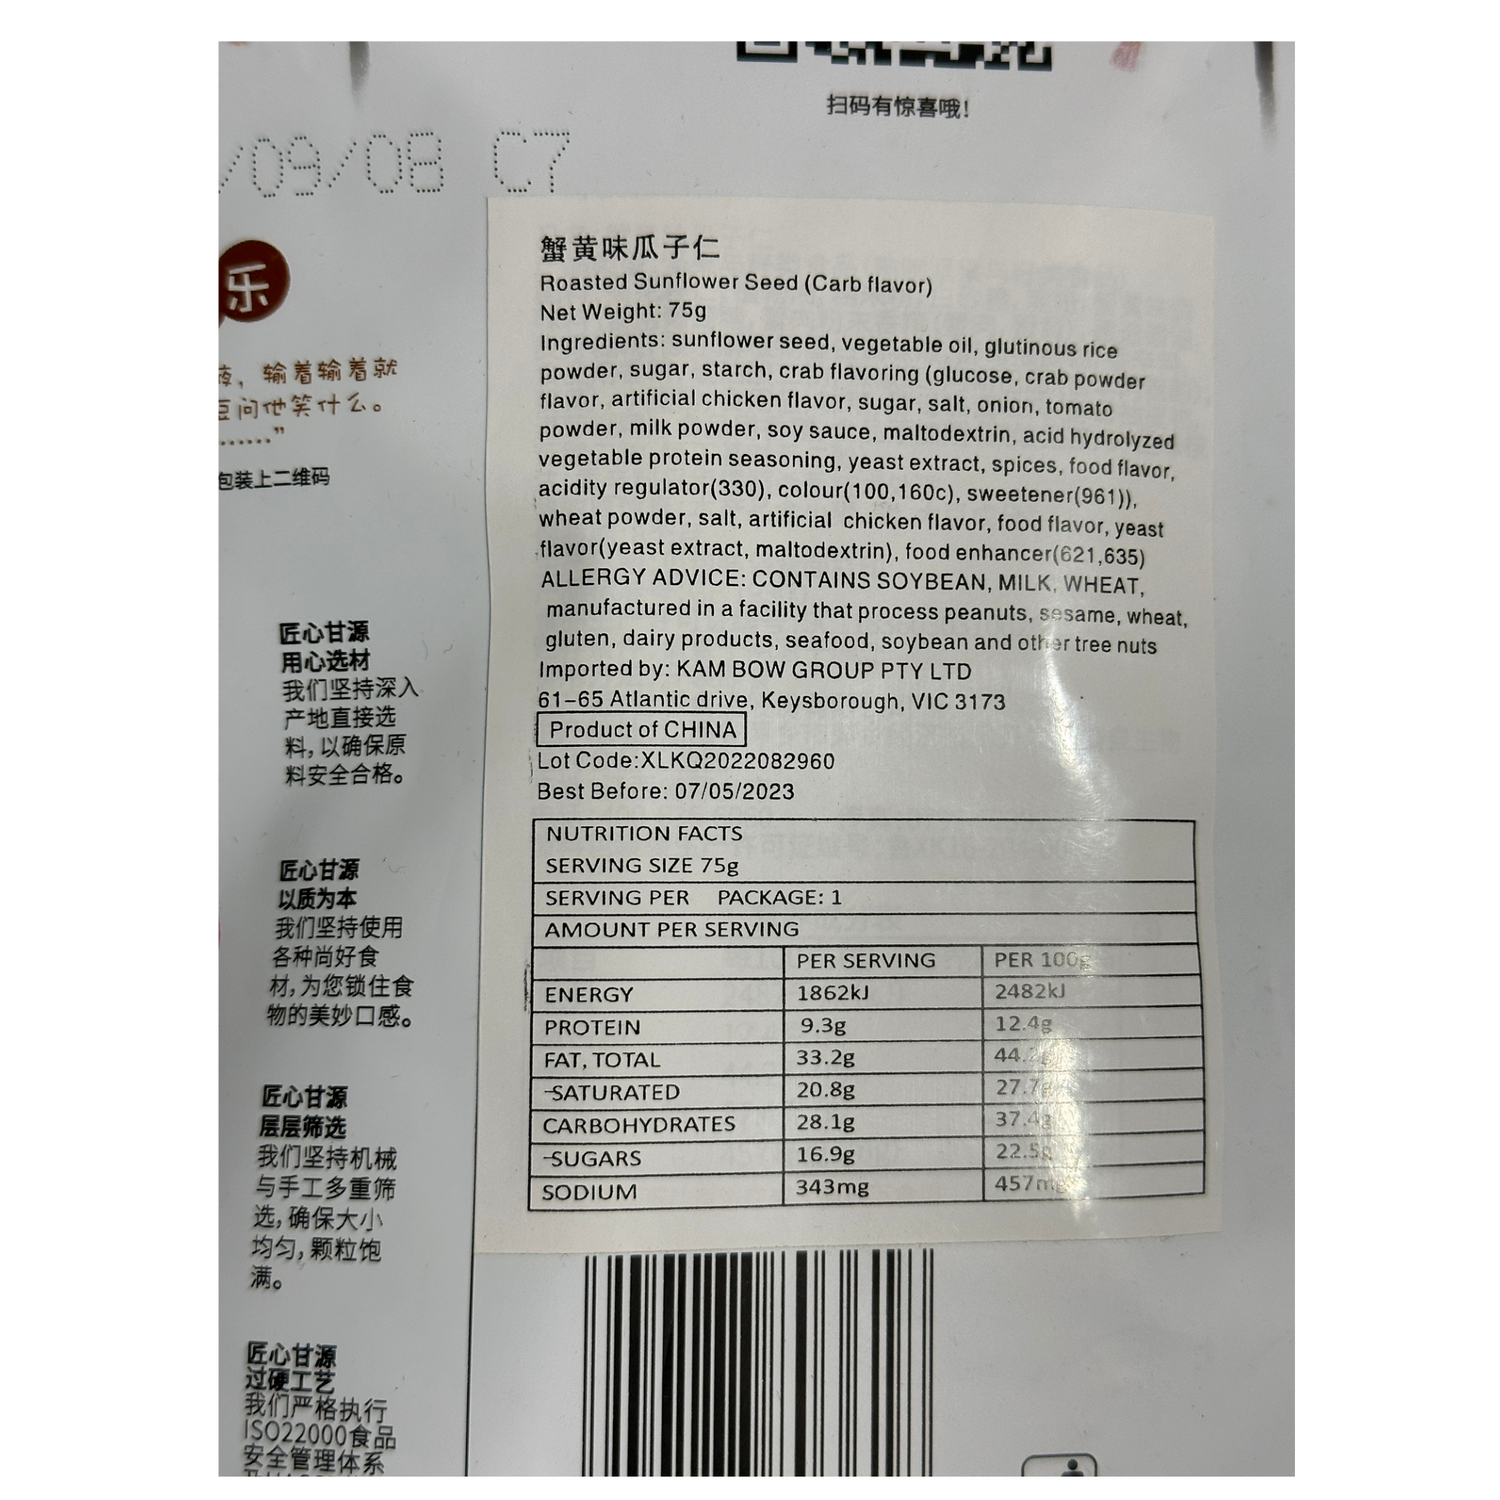 扫码有惊喜哦!
/09/08 C7
乐
，输着输着就
问他笑什么。
……”
包装上二维码
蟹黄味瓜子仁
Roasted Sunflower Seed (Carb flavor)
Net Weight: 75g
Ingredients: sunflower seed, vegetable oil, glutinous rice
powder, sugar, starch, crab flavoring (glucose, crab powder
flavor, artificial chicken flavor, sugar, salt, onion, tomato
powder, milk powder, soy sauce, maltodextrin, acid hydrolyzed
vegetable protein seasoning, yeast extract, spices, food flavor,
acidity regulator(330), colour(100,160c), sweetener(961)),
wheat powder, salt, artificial chicken flavor, food flavor, yeast
flavor(yeast extract, maltodextrin), food enhancer(621,635)
ALLERGY ADVICE: CONTAINS SOYBEAN, MILK, WHEAT,
manufactured in a facility that process peanuts, sesame, wheat,
gluten, dairy products, seafood, soybean and other tree nuts
Imported by: KAM BOW GROUP PTY LTD
61-65 Atlantic drive, Keysborough, VIC 3173
Product of CHINA
Lot Code:XLKQ2022082960
Best Before: 07/05/2023
NUTRITION FACTS
SERVING SIZE 75g
SERVING PER PACKAGE: 1
AMOUNT PER SERVING
PER SERVING PER 100g
ENERGY 1862kJ 2482kJ
PROTEIN 9.3g 12.4g
FAT, TOTAL 33.2g
-SATURATED 20.8g 27.7g
CARBOHYDRATES 28.1g 37.4g
-SUGARS 16.9g 22.5g
SODIUM 343mg 457mg
匠心甘源
用心选材
我们坚持深入
产地直接选
料,以确保原
料安全合格。
匠心甘源
以质为本
我们坚持使用
各种尚好食
材,为您锁住食
物的美妙口感。
匠心甘源
层层筛选
我们坚持机械
与手工多重筛
选,确保大小
均匀,颗粒饱
满。
匠心甘源
过硬工艺
我们严格执行
ISO22000食品
安全管理体系